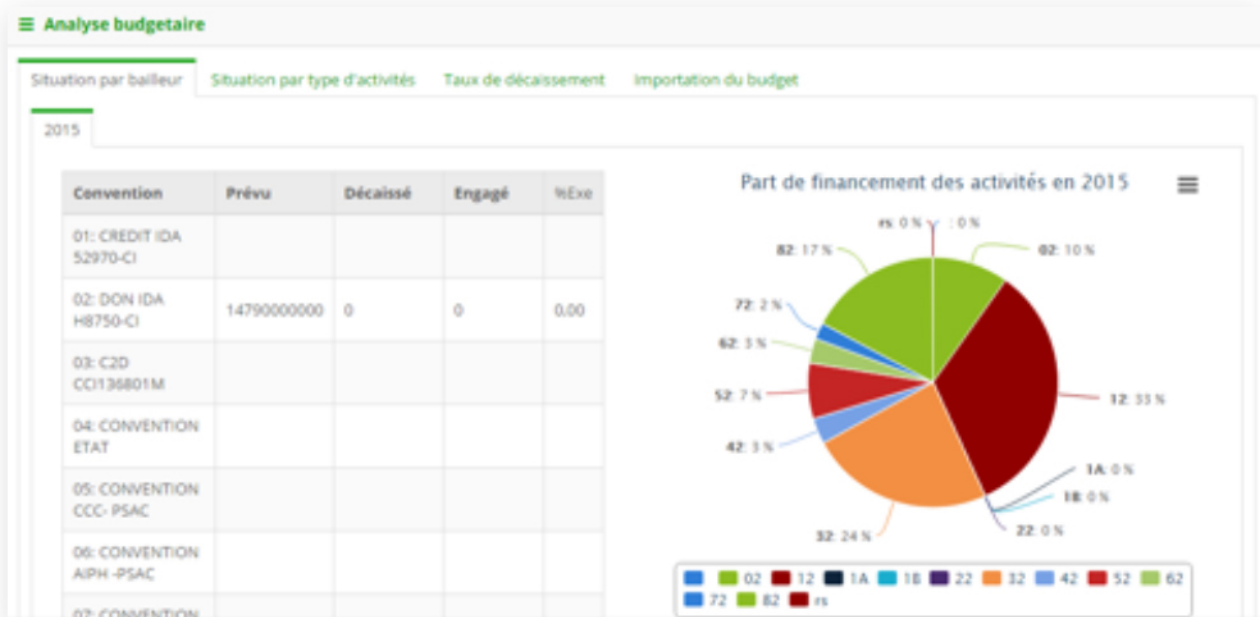 Analyse budgetaire
Situation par bailleur Situation par type d'activités Taux de décaissement Importation du budget
2015
Convention Prévu Décaissé Engagé %Exe
01: CREDIT IDA
52970-CI
02: DON IDA
H8750-CI
14790000000 0 0 0.00
03: C2D
CCI136801M
04: CONVENTION
ETAT
05: CONVENTION
CCC- PSAC
06: CONVENTION
AIPH -PSAC
07: CONVENTION
Part de financement des activités en 2015
rs: 0 % : 0 %
82: 17 % 02: 10 %
72: 2 %
62: 3 %
52: 7 % 12: 33 %
42: 3 %
1A: 0 %
1B: 0 %
22: 0 %
32: 24 %
02 12 1A 1B 22 32 42 52 62
72 82 rs